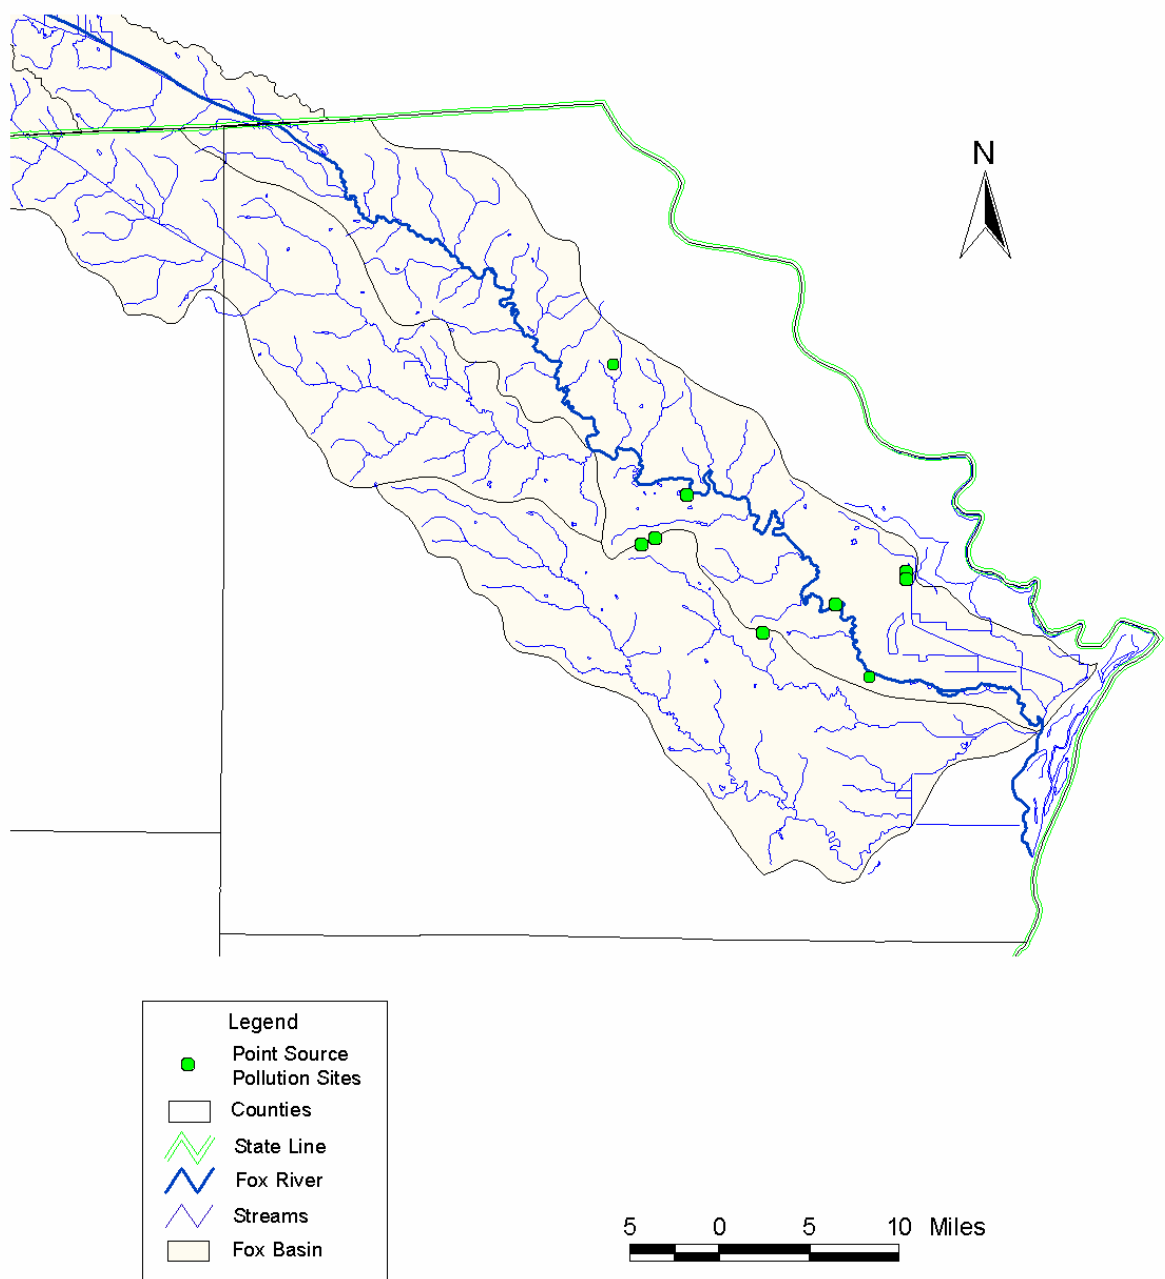 N
Legend
Point Source
Pollution Sites
Counties
State Line
Fox River
Streams
Fox Basin
5 0 5 10 Miles